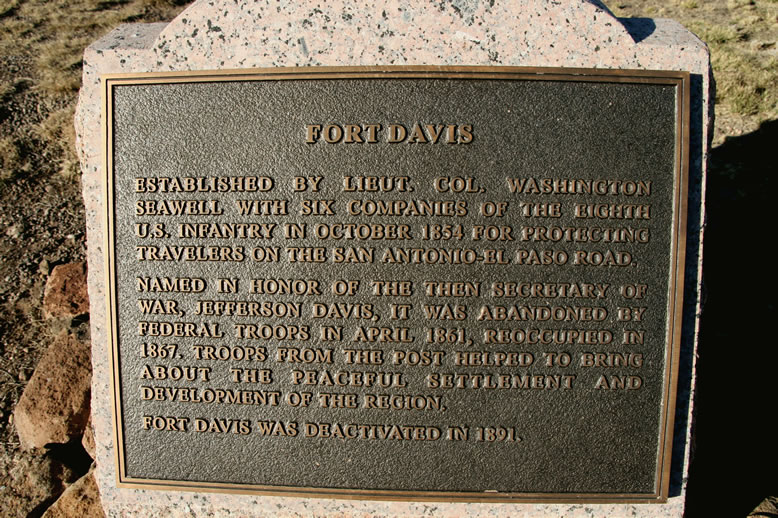 FORT DAVIS
ESTABLISHED BY LIEUT. COL. WASHINGTON
SEAWELL WITH SIX COMPANIES OF THE EIGHTH
U.S. INFANTRY IN OCTOBER 1854 FOR PROTECTING
TRAVELERS ON THE SAN ANTONIO-EL PASO ROAD.
NAMED IN HONOR OF THE THEN SECRETARY OF
WAR, JEFFERSON DAVIS, IT WAS ABANDONED BY
FEDERAL TROOPS IN APRIL 1861, REOCCUPIED IN
1867. TROOPS FROM THE POST HELPED TO BRING
ABOUT THE PEACEFUL SETTLEMENT AND
DEVELOPMENT OF THE REGION.
FORT DAVIS WAS DEACTIVATED IN 1891.